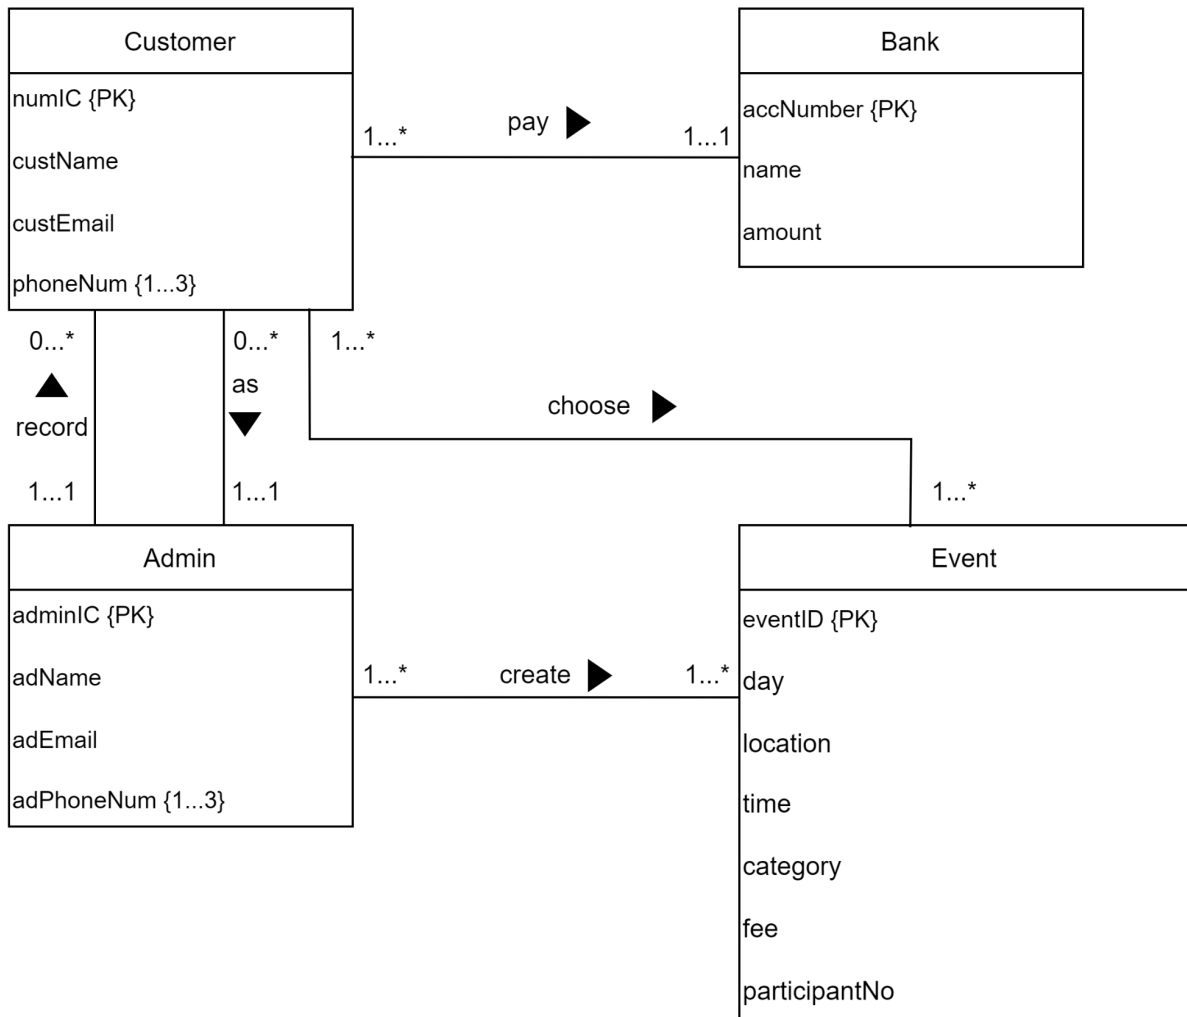 Customer
numIC {PK}
custName
custEmail
phoneNum {1...3}
Bank
accNumber {PK}
name
amount
1...*
pay
1...1
0...*
record
1...1
0...*
as
1...1
1...*
choose
1...*
Admin
adminIC {PK}
adName
adEmail
adPhoneNum {1...3}
1...*
create
1...*
Event
eventID {PK}
day
location
time
category
fee
participantNo